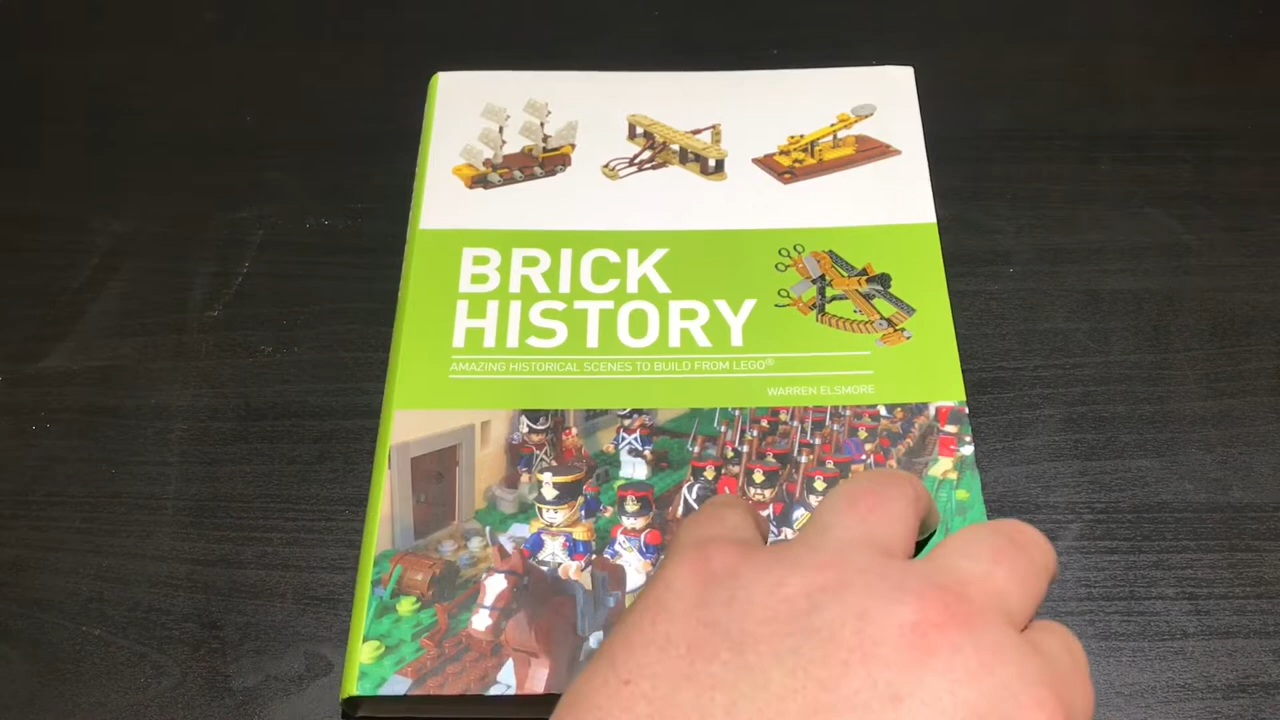 BRICK
HISTORY
AMAZING HISTORICAL SCENES TO BUILD FROM LEGO®
WARREN ELSMORE